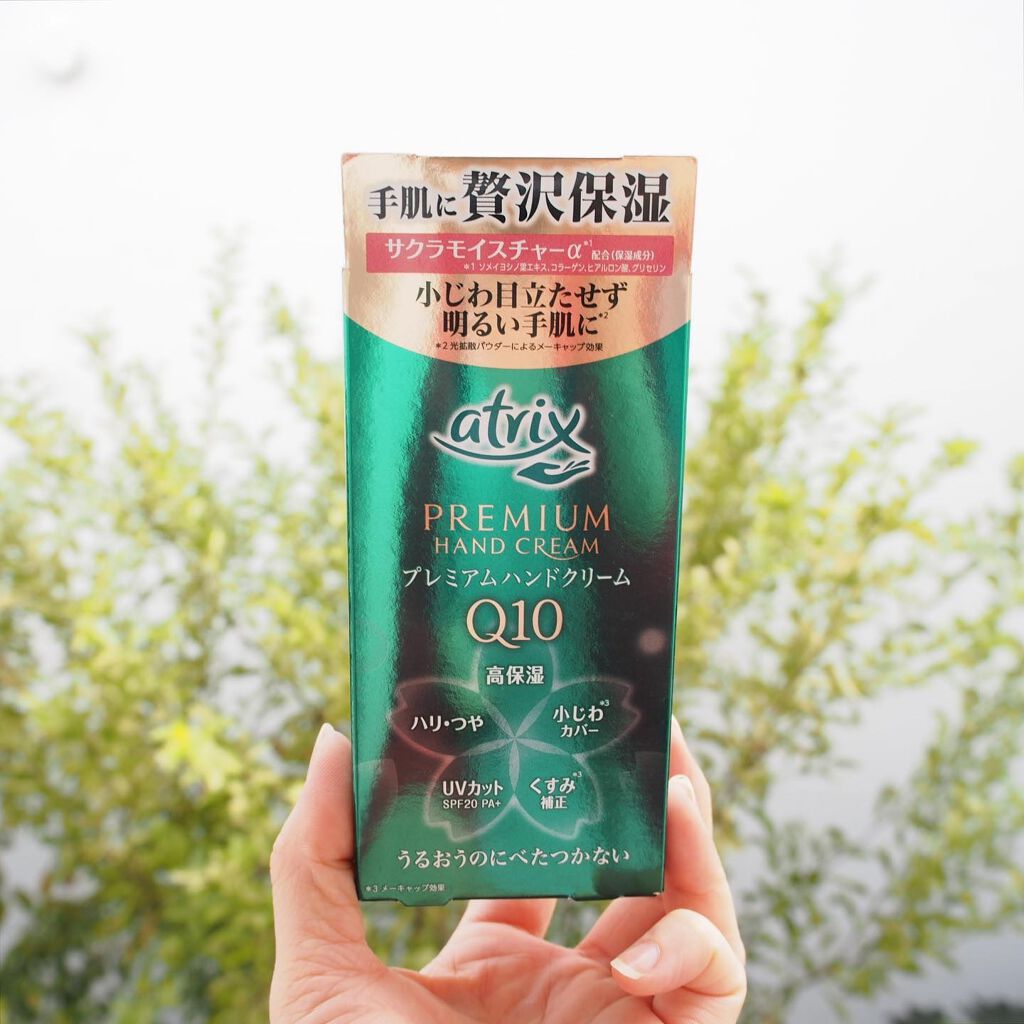 手肌に贅沢保湿
サクラモイスチャーα*1 配合(保湿成分)
*1 ソメイヨシノ葉エキス、コラーゲン、ヒアルロン酸、グリセリン
小じわ目立たせず
明るい手肌に*2
*2 光拡散パウダーによるメーキャップ効果
atrix
PREMIUM
HAND CREAM
プレミアムハンドクリーム
Q10
高保湿
ハリ・つや
小じわ*3
カバー
UVカット
SPF20 PA+
くすみ*3
補正
うるおうのにべたつかない
*3 メーキャップ効果